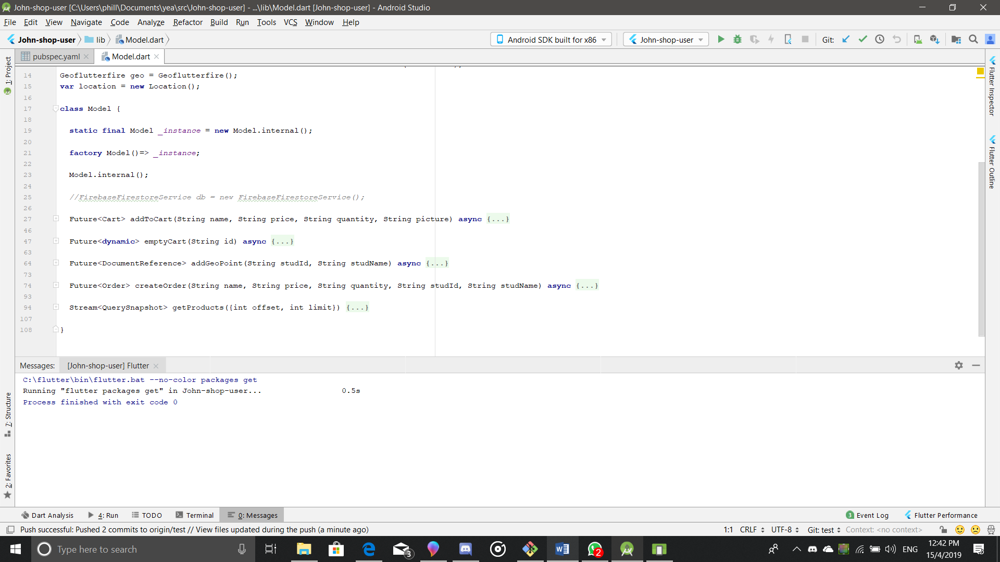 John-shop-user [C:\Users\phill\Documents\yea\src\John-shop-user] - ...\lib\Model.dart [John-shop-user] - Android Studio
File Edit View Navigate Code Analyze Refactor Build Run Tools VCS Window Help
John-shop-user lib Model.dart Android SDK built for x86 John-shop-user Git:
pubspec.yaml Model.dart
1: Project
7: Structure
2: Favorites
14 Geoflutterfire geo = Geoflutterfire();
15 var location = new Location();
16
17 class Model {
18
19 static final Model _instance = new Model.internal();
20
21 factory Model()=> _instance;
22
23 Model.internal();
24
25 //FirebaseFirestoreService db = new FirebaseFirestoreService();
26
27 Future<Cart> addToCart(String name, String price, String quantity, String picture) async {...}
46
47 Future<dynamic> emptyCart(String id) async {...}
63
64 Future<DocumentReference> addGeoPoint(String studId, String studName) async {...}
73
74 Future<Order> createOrder(String name, String price, String quantity, String studId, String studName) async {...}
93
94 Stream<QuerySnapshot> getProducts({int offset, int limit}) {...}
107
108 }
Flutter Inspector
Flutter Outline
Messages: [John-shop-user] Flutter
C:\flutter\bin\flutter.bat --no-color packages get
Running "flutter packages get" in John-shop-user... 0.5s
Process finished with exit code 0
Dart Analysis 4: Run TODO Terminal 0: Messages 3 Event Log Flutter Performance
Push successful: Pushed 2 commits to origin/test // View files updated during the push (a minute ago) 1:1 CRLF UTF-8 Git: test Context: <no context>
Type here to search 3 2 ENG 12:42 PM
15/4/2019